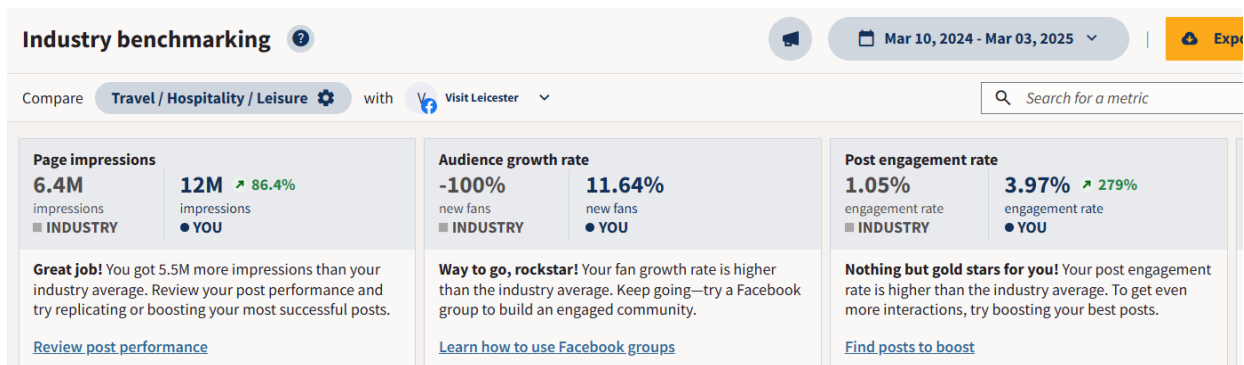 Industry benchmarking ?
Mar 10, 2024 - Mar 03, 2025
Compare Travel / Hospitality / Leisure with V Visit Leicester
Search for a metric
Page impressions
6.4M 12M 86.4%
impressions impressions
INDUSTRY YOU
Great job! You got 5.5M more impressions than your
industry average. Review your post performance and
try replicating or boosting your most successful posts.
Review post performance
Audience growth rate
-100% 11.64%
new fans new fans
INDUSTRY YOU
Way to go, rockstar! Your fan growth rate is higher
than the industry average. Keep going—try a Facebook
group to build an engaged community.
Learn how to use Facebook groups
Post engagement rate
1.05% 3.97% 279%
engagement rate engagement rate
INDUSTRY YOU
Nothing but gold stars for you! Your post engagement
rate is higher than the industry average. To get even
more interactions, try boosting your best posts.
Find posts to boost